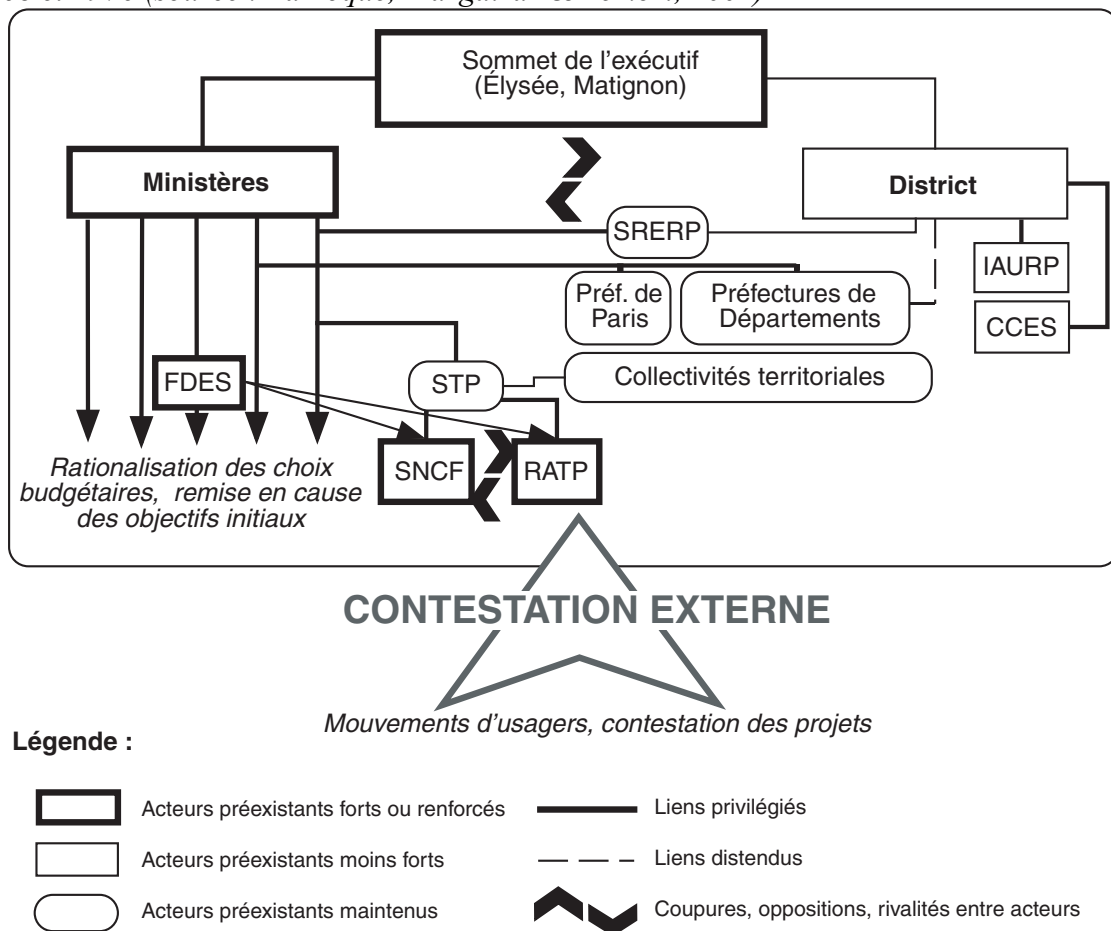 Sommet de l'exécutif
(Élysée, Matignon)
Ministères
District
SRERP
IAURP
Préf. de
Paris
Préfectures de
Départements
CCES
FDES
STP
Collectivités territoriales
SNCF
RATP
Rationalisation des choix
budgétaires, remise en cause
des objectifs initiaux
CONTESTATION EXTERNE
Mouvements d'usagers, contestation des projets
Légende :
Acteurs préexistants forts ou renforcés
Liens privilégiés
Acteurs préexistants moins forts
Liens distendus
Acteurs préexistants maintenus
Coupures, oppositions, rivalités entre acteurs